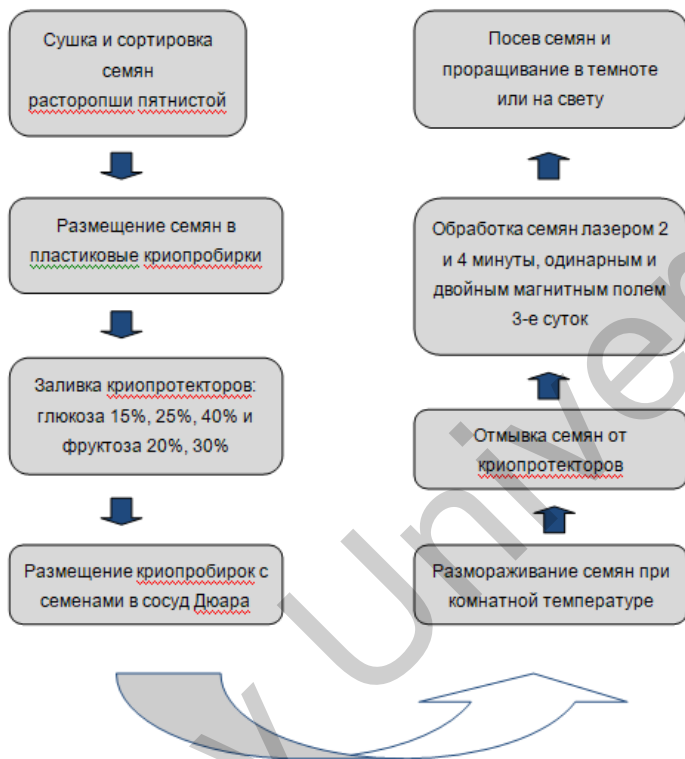 Сушка и сортировка
семян
расторопши пятнистой
Размещение семян в
пластиковые криопробирки
Заливка криопротекторов:
глюкоза 15%, 25%, 40% и
фруктоза 20%, 30%
Размещение криопробирок с
семенами в сосуд Дюара
Размораживание семян при
комнатной температуре
Отмывка семян от
криопротекторов
Обработка семян лазером 2
и 4 минуты, одинарным и
двойным магнитным полем
3-е суток
Посев семян и
проращивание в темноте
или на свету
y Univer